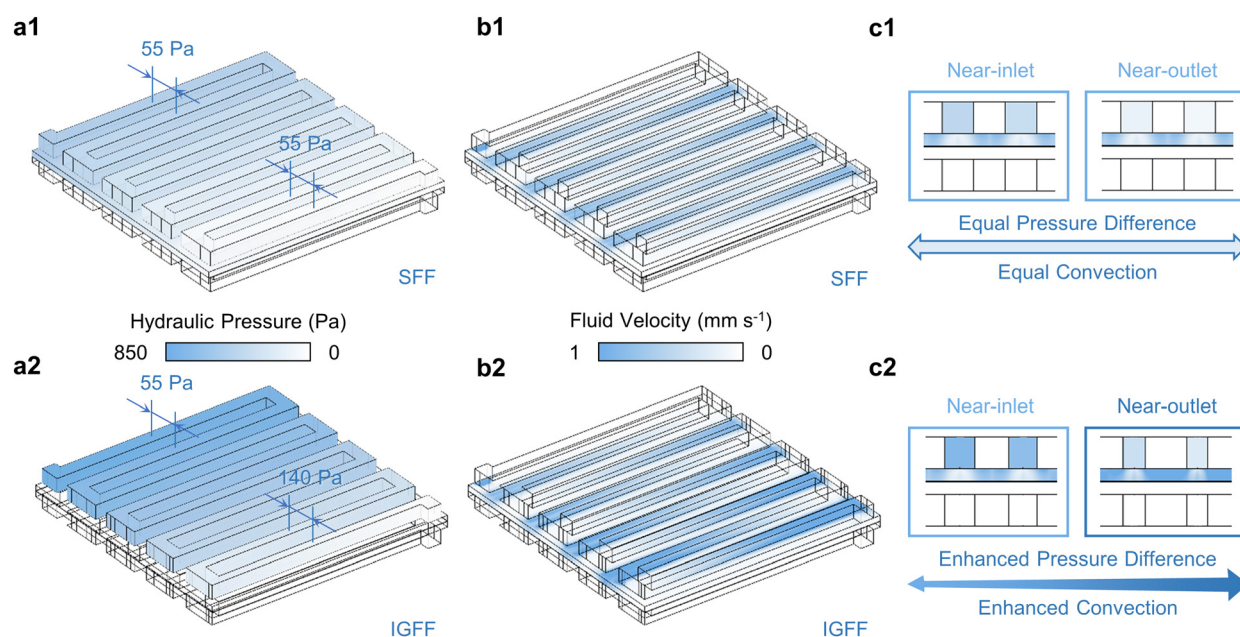 a1
55 Pa
55 Pa
SFF
b1
SFF
c1
Near-inlet
Near-outlet
Equal Pressure Difference
Equal Convection
Hydraulic Pressure (Pa)
850
0
Fluid Velocity (mm s⁻¹)
1
0
a2
55 Pa
140 Pa
IGFF
b2
IGFF
c2
Near-inlet
Near-outlet
Enhanced Pressure Difference
Enhanced Convection